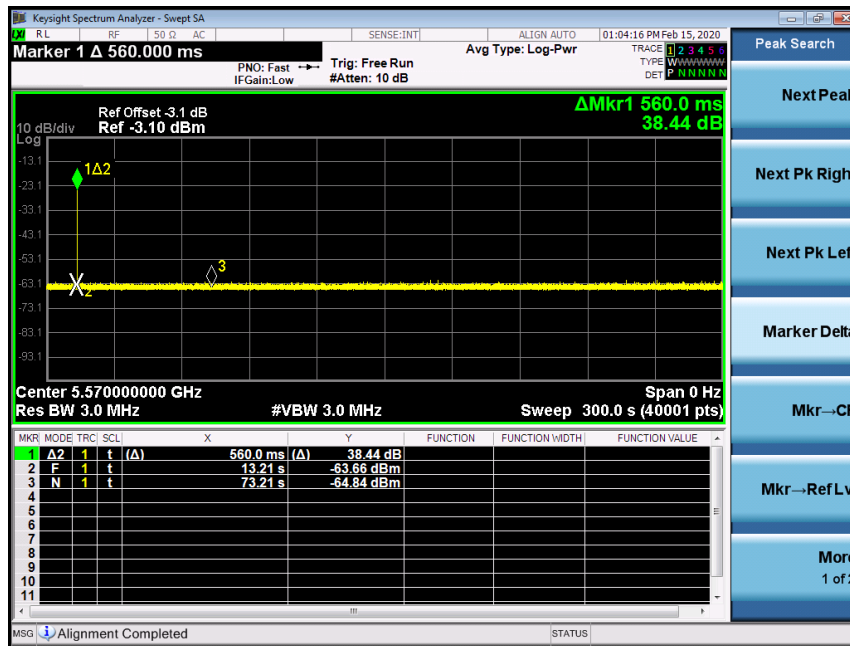 Keysight Spectrum Analyzer - Swept SA
RL RF 50 Ω AC SENSE:INT ALIGN AUTO 01:04:16 PM Feb 15, 2020
Marker 1 Δ 560.000 ms
PNO: Fast
IFGain:Low
Trig: Free Run
#Atten: 10 dB
Avg Type: Log-Pwr
TRACE 1 2 3 4 5 6
TYPE WWWWWW
DET P N N N N N
Ref Offset -3.1 dB
10 dB/div Ref -3.10 dBm
Log
ΔMkr1 560.0 ms
38.44 dB
-13.1
-23.1
-33.1
-43.1
-53.1
-63.1
-73.1
-83.1
-93.1
1Δ2
3
2
Center 5.570000000 GHz Span 0 Hz
Res BW 3.0 MHz #VBW 3.0 MHz Sweep 300.0 s (40001 pts)
MKR MODE TRC SCL X Y FUNCTION FUNCTION WIDTH FUNCTION VALUE
1 Δ2 1 t (Δ) 560.0 ms (Δ) 38.44 dB
2 F 1 t 13.21 s -63.66 dBm
3 N 1 t 73.21 s -64.84 dBm
4
5
6
7
8
9
10
11
MSG Alignment Completed STATUS
Peak Search
Next Peal
Next Pk Righ
Next Pk Lef
Marker Delta
Mkr→Cl
Mkr→Ref Lv
More
1 of 2